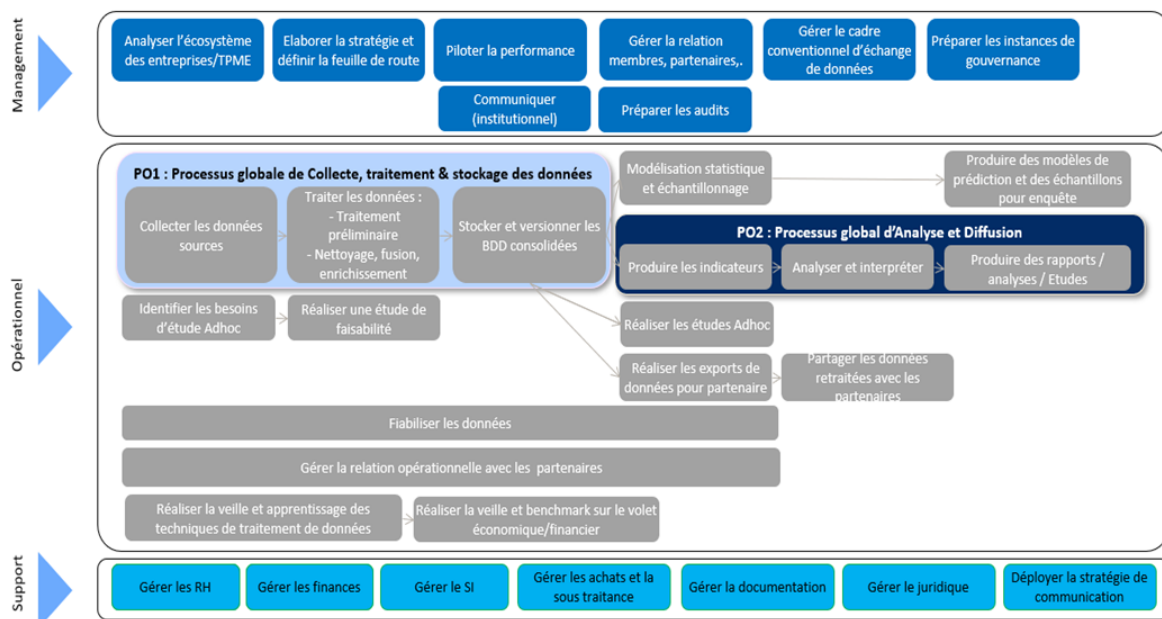 Management
Analyser l'écosystème
des entreprises/TPME
Elaborer la stratégie et
définir la feuille de route
Piloter la performance
Gérer la relation
membres, partenaires,.
Gérer le cadre
conventionnel d'échange
de données
Préparer les instances de
gouvernance
Communiquer
(institutionnel)
Préparer les audits
Opérationnel
PO1 : Processus globale de Collecte, traitement & stockage des données
Collecter les données
sources
Traiter les données :
- Traitement
préliminaire
- Nettoyage, fusion,
enrichissement
Stocker et versionner les
BDD consolidées
Modélisation statistique
et échantillonnage
Produire des modèles de
prédiction et des échantillons
pour enquête
PO2 : Processus global d'Analyse et Diffusion
Produire les indicateurs
Analyser et interpréter
Produire des rapports /
analyses / Etudes
Identifier les besoins
d'étude Adhoc
Réaliser une étude de
faisabilité
Réaliser les études Adhoc
Réaliser les exports de
données pour partenaire
Partager les données
retraitées avec les
partenaires
Fiabiliser les données
Gérer la relation opérationnelle avec les partenaires
Réaliser la veille et apprentissage des
techniques de traitement de données
Réaliser la veille et benchmark sur le volet
économique/financier
Support
Gérer les RH
Gérer les finances
Gérer le SI
Gérer les achats et la
sous traitance
Gérer la documentation
Gérer le juridique
Déployer la stratégie de
communication